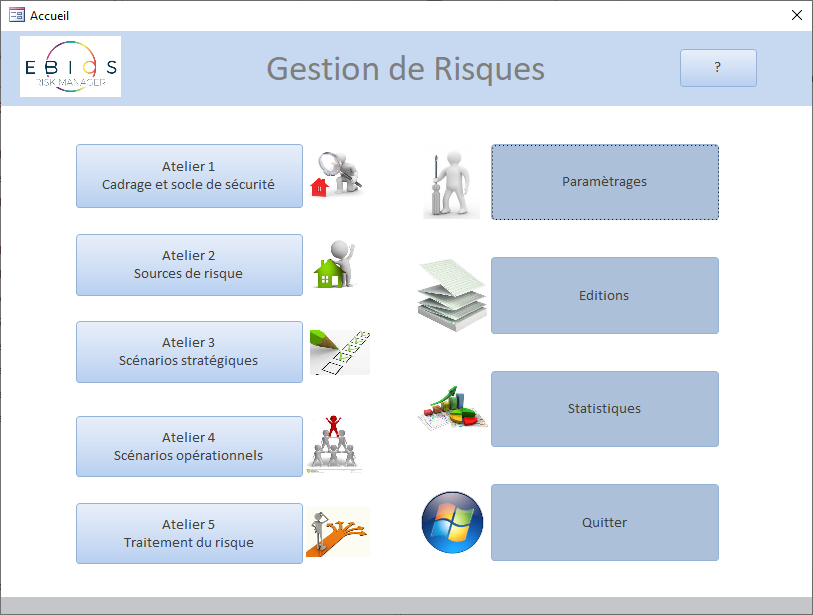 Accueil
EBIOS
RISK MANAGER
Gestion de Risques
?
Atelier 1
Cadrage et socle de sécurité
Atelier 2
Sources de risque
Atelier 3
Scénarios stratégiques
Atelier 4
Scénarios opérationnels
Atelier 5
Traitement du risque
Paramètrages
Editions
Statistiques
Quitter